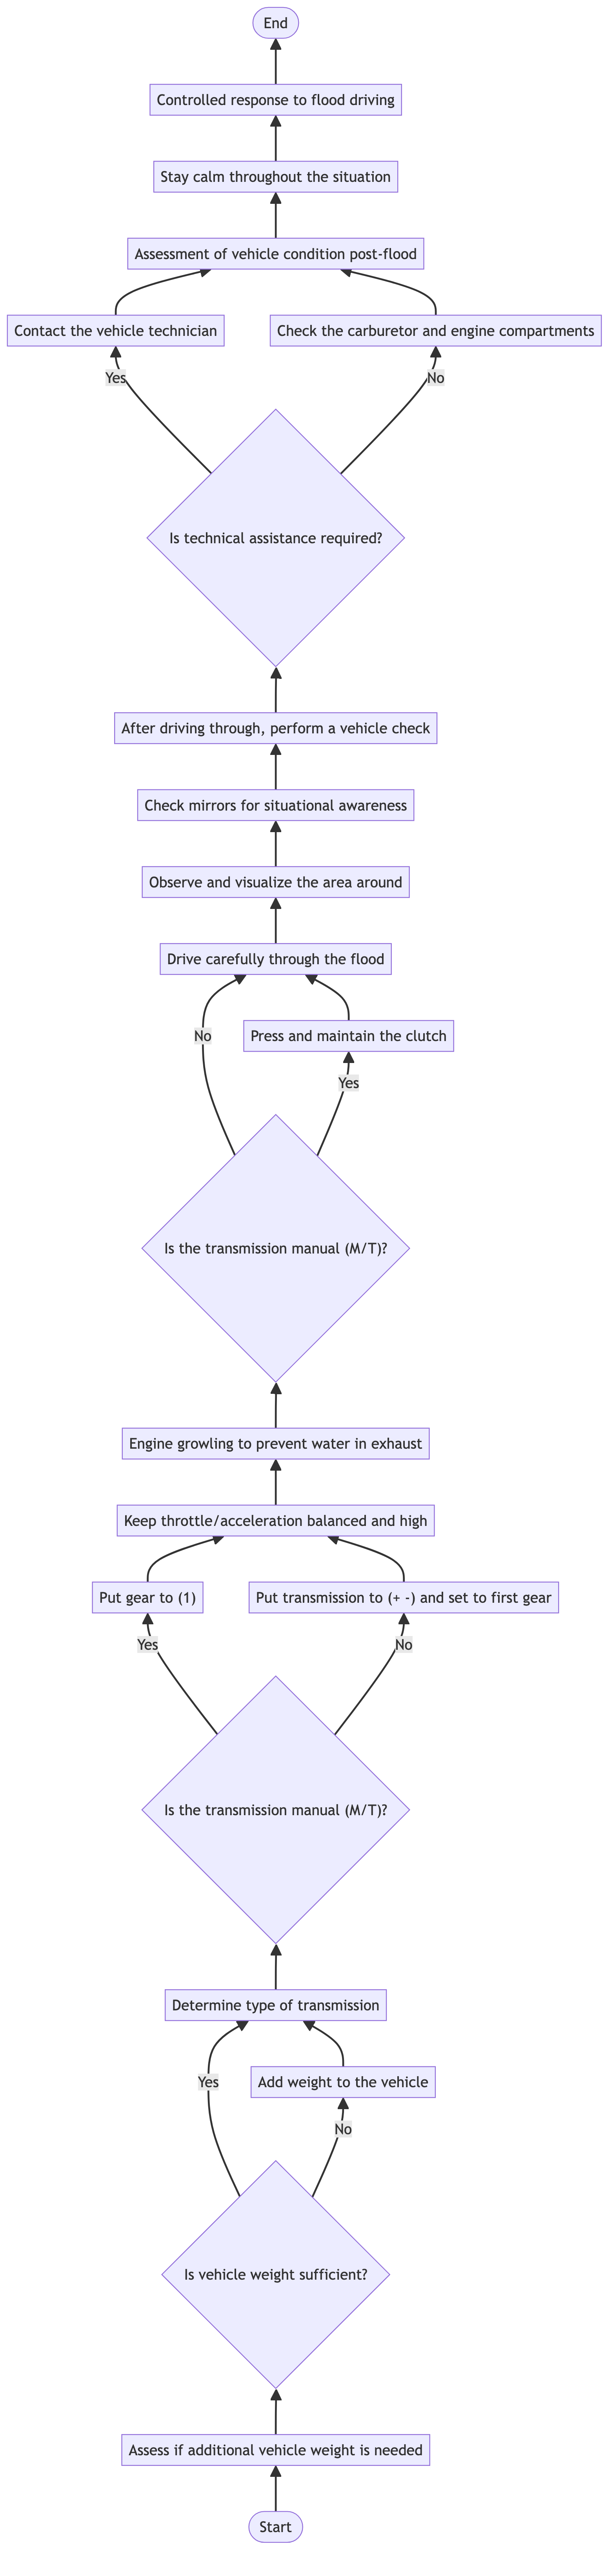 End
Controlled response to flood driving
Stay calm throughout the situation
Assessment of vehicle condition post-flood
Contact the vehicle technician
Check the carburetor and engine compartments
Yes
No
Is technical assistance required?
After driving through, perform a vehicle check
Check mirrors for situational awareness
Observe and visualize the area around
Drive carefully through the flood
No
Press and maintain the clutch
Yes
Is the transmission manual (M/T)?
Engine growling to prevent water in exhaust
Keep throttle/acceleration balanced and high
Put gear to (1)
Put transmission to (+ -) and set to first gear
Yes
No
Is the transmission manual (M/T)?
Determine type of transmission
Yes
Add weight to the vehicle
No
Is vehicle weight sufficient?
Assess if additional vehicle weight is needed
Start